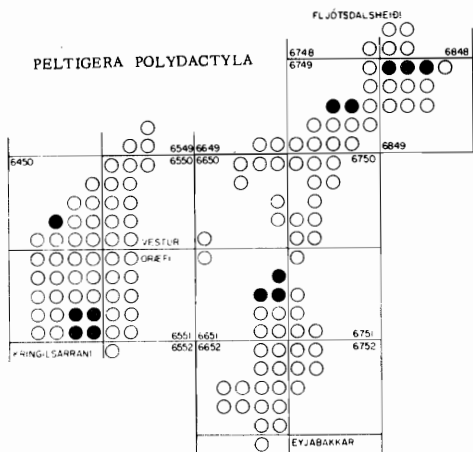 FLJÓTSDALSHEIÐI
6748 6848
6749
PELTIGERA POLYDACTYLA
6849
6549 6649
6450 6550 6650 6750
VESTUR
ÖRÆFI
6551 6651 6751
6552 6652 6752
KRINGILSÁRRANI
EYJABAKKAR